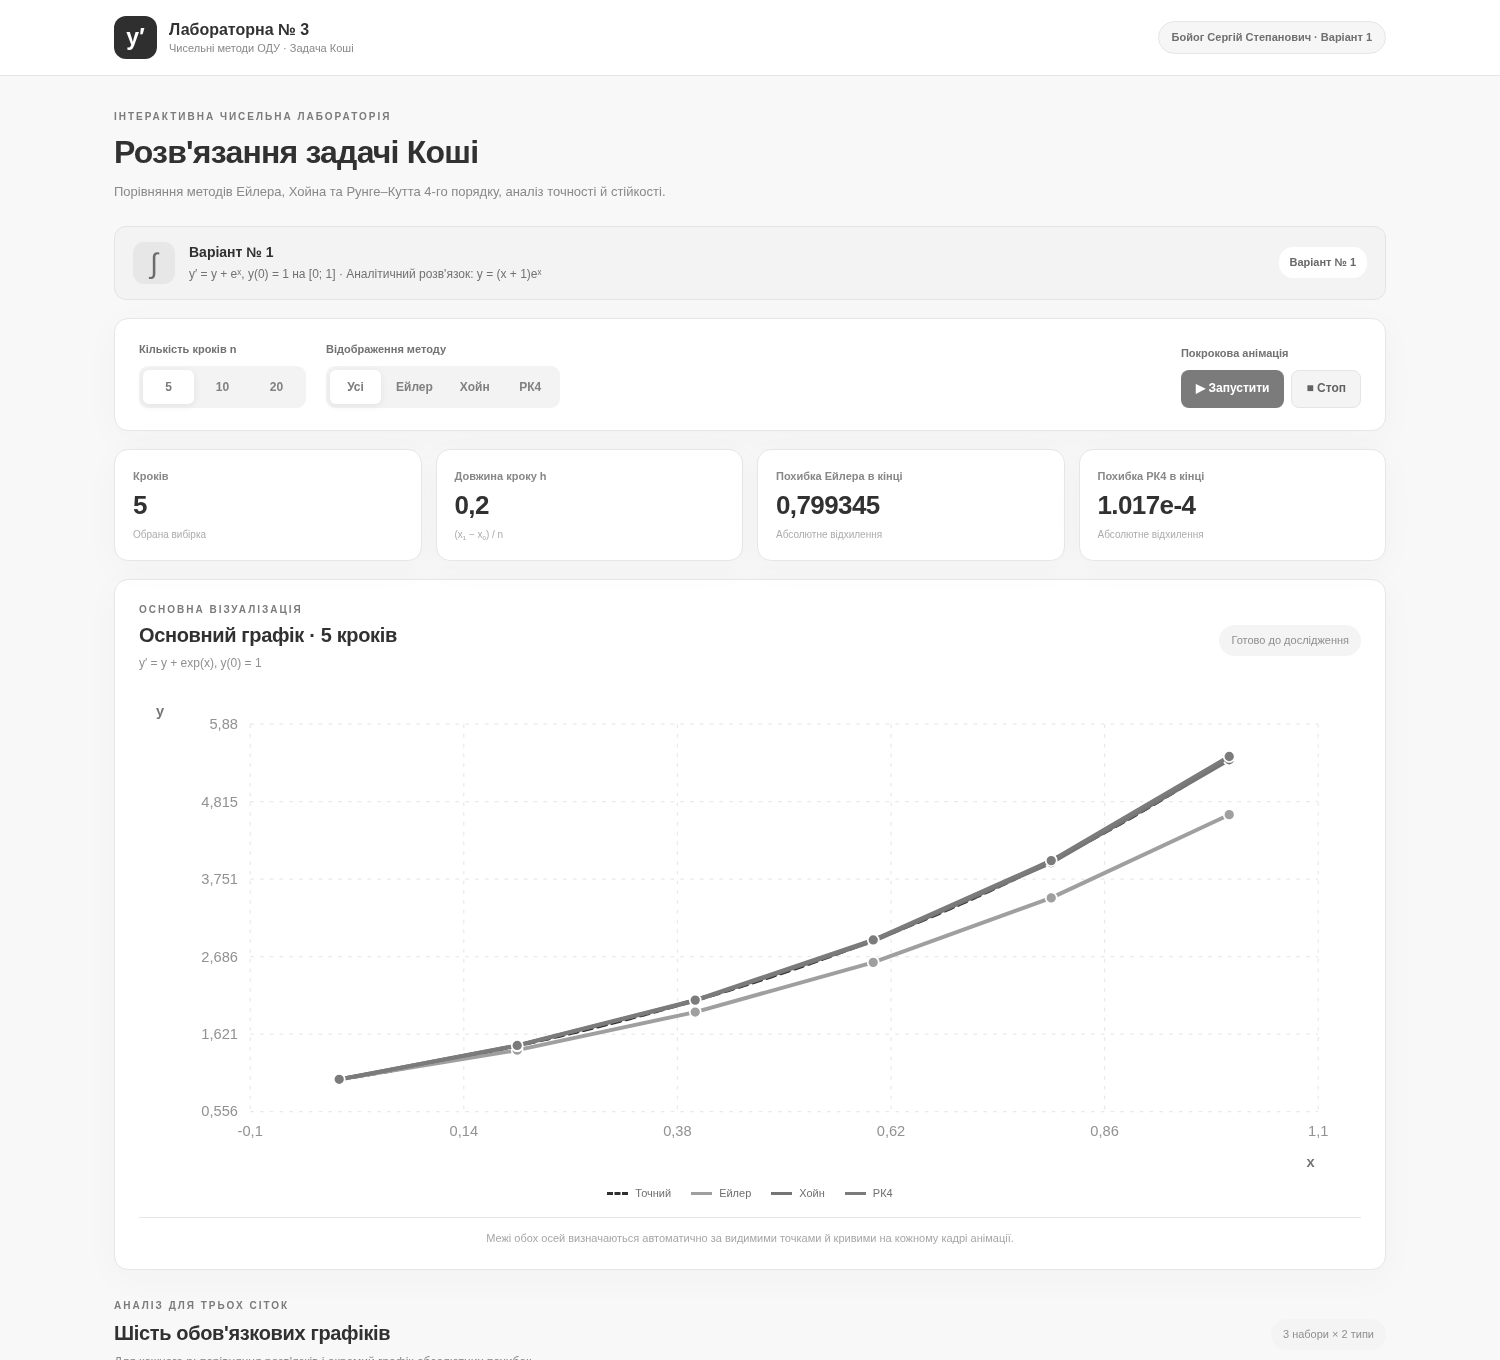 y′
Лабораторна № 3
Чисельні методи ОДУ · Задача Коші
Бойог Сергій Степанович · Варіант 1
ІНТЕРАКТИВНА ЧИСЕЛЬНА ЛАБОРАТОРІЯ
Розв'язання задачі Коші
Порівняння методів Ейлера, Хойна та Рунге–Кутта 4-го порядку, аналіз точності й стійкості.
∫
Варіант № 1
y′ = y + eˣ, y(0) = 1 на [0; 1] · Аналітичний розв'язок: y = (x + 1)eˣ
Варіант № 1
Кількість кроків n
5 10 20
Відображення методу
Усі Ейлер Хойн РК4
Покрокова анімація
▶ Запустити ■ Стоп
Кроків
5
Обрана вибірка
Довжина кроку h
0,2
(x₁ − x₀) / n
Похибка Ейлера в кінці
0,799345
Абсолютне відхилення
Похибка РК4 в кінці
1.017e-4
Абсолютне відхилення
ОСНОВНА ВІЗУАЛІЗАЦІЯ
Основний графік · 5 кроків
y′ = y + exp(x), y(0) = 1
Готово до дослідження
y
5,88
4,815
3,751
2,686
1,621
0,556
-0,1 0,14 0,38 0,62 0,86 1,1
x
Точний Ейлер Хойн РК4
Межі обох осей визначаються автоматично за видимими точками й кривими на кожному кадрі анімації.
АНАЛІЗ ДЛЯ ТРЬОХ СІТОК
Шість обов'язкових графіків
3 набори × 2 типи